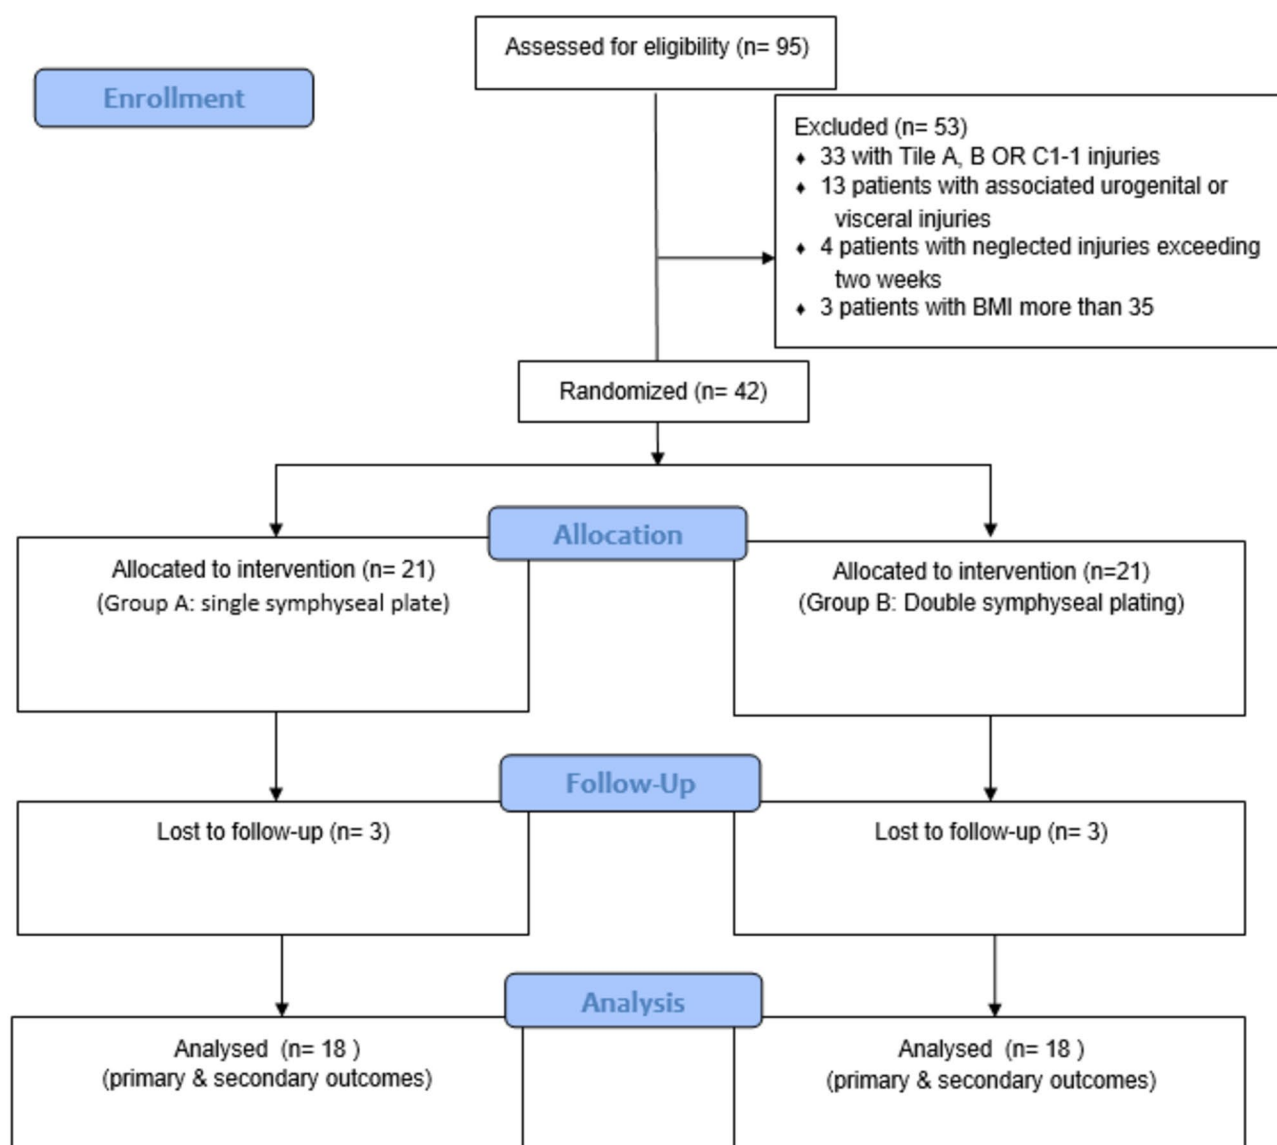 Assessed for eligibility (n= 95)
Enrollment
Excluded (n= 53)
♦ 33 with Tile A, B OR C1-1 injuries
♦ 13 patients with associated urogenital or
visceral injuries
♦ 4 patients with neglected injuries exceeding
two weeks
♦ 3 patients with BMI more than 35
Randomized (n= 42)
Allocation
Allocated to intervention (n= 21)
(Group A: single symphyseal plate)
Allocated to intervention (n=21)
(Group B: Double symphyseal plating)
Follow-Up
Lost to follow-up (n= 3)
Lost to follow-up (n= 3)
Analysis
Analysed (n= 18 )
(primary & secondary outcomes)
Analysed (n= 18 )
(primary & secondary outcomes)